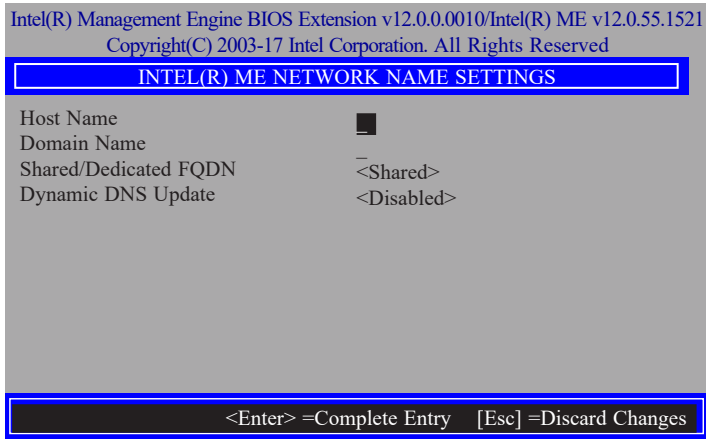 Intel(R) Management Engine BIOS Extension v12.0.0.0010/Intel(R) ME v12.0.55.1521
Copyright(C) 2003-17 Intel Corporation. All Rights Reserved
INTEL(R) ME NETWORK NAME SETTINGS
Host Name _
Domain Name _
Shared/Dedicated FQDN <Shared>
Dynamic DNS Update <Disabled>
<Enter> =Complete Entry [Esc] =Discard Changes